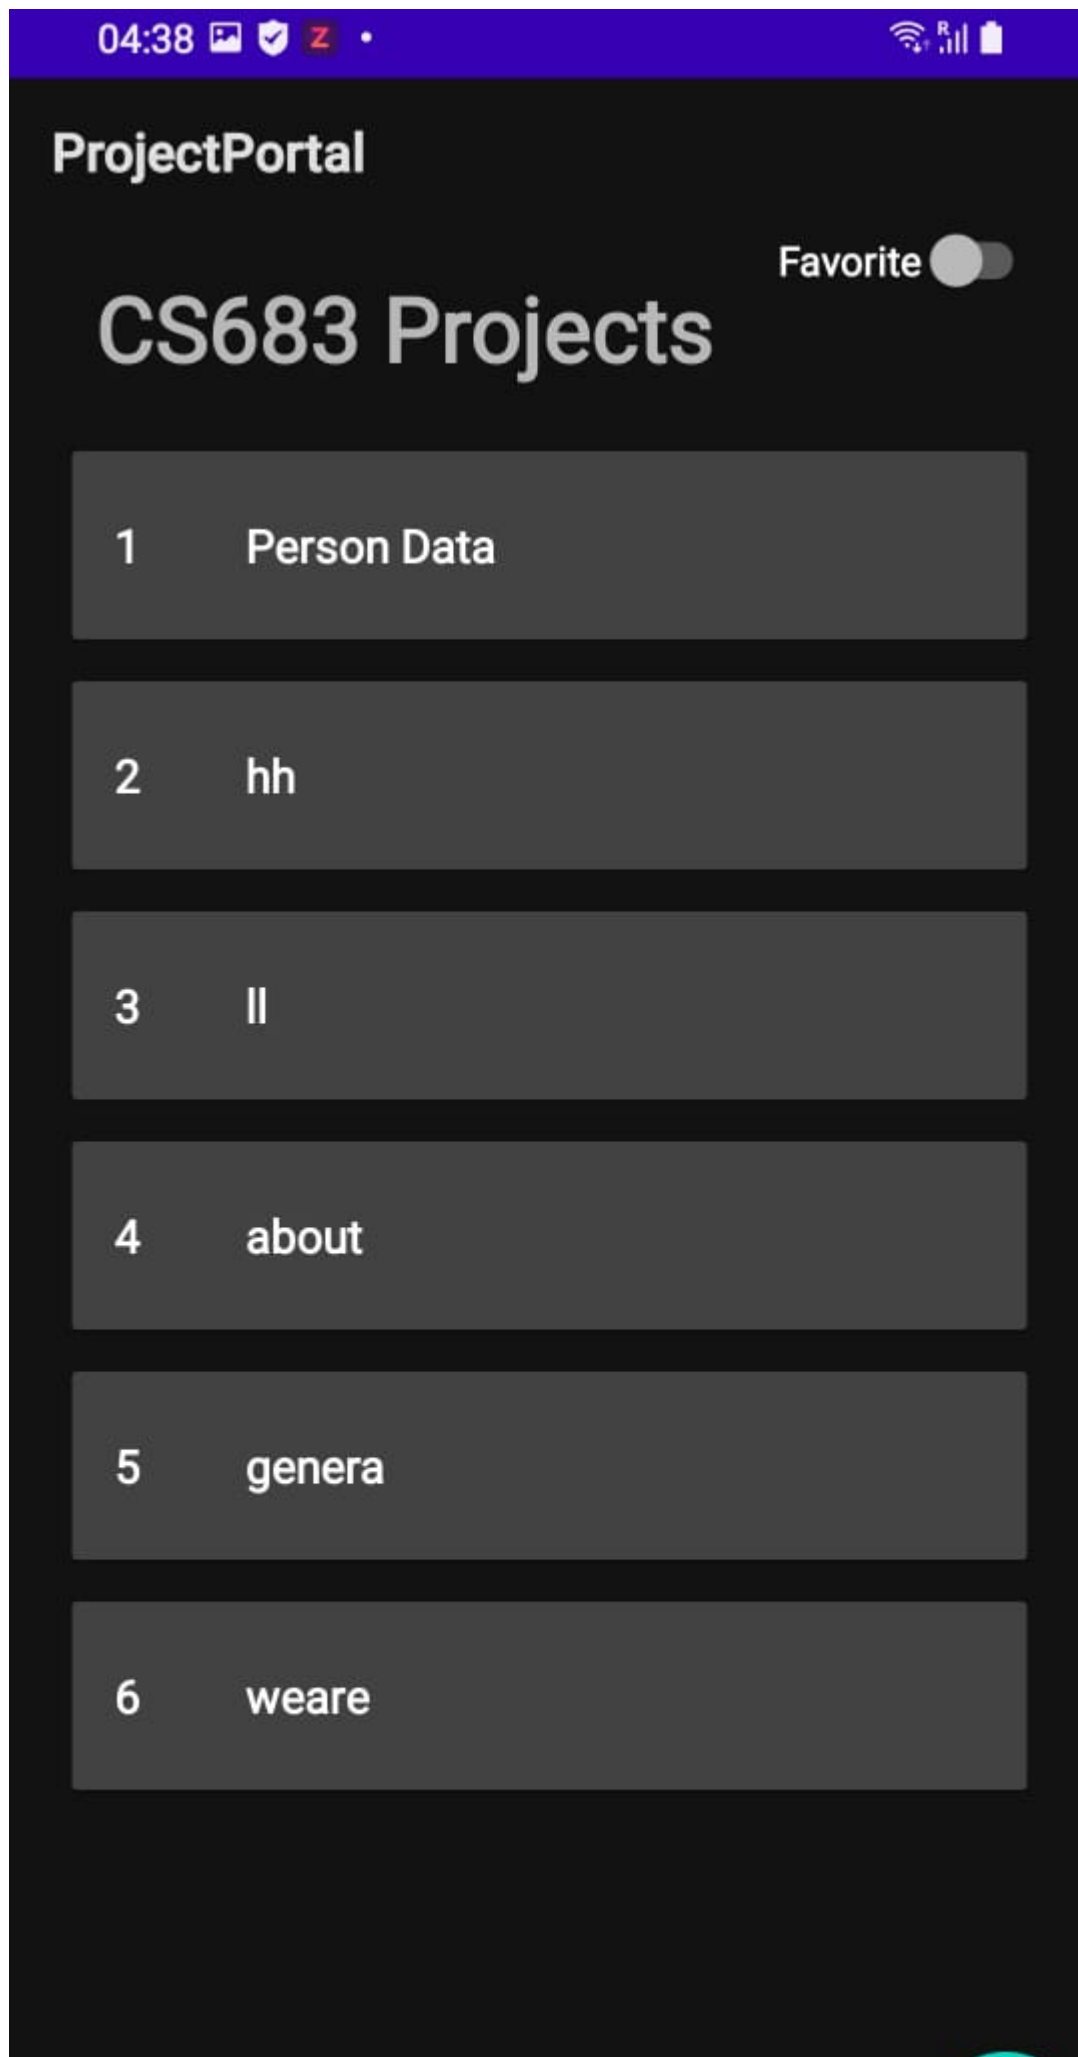 04:38 Z R
ProjectPortal
Favorite
CS683 Projects
1 Person Data
2 hh
3 ll
4 about
5 genera
6 weare